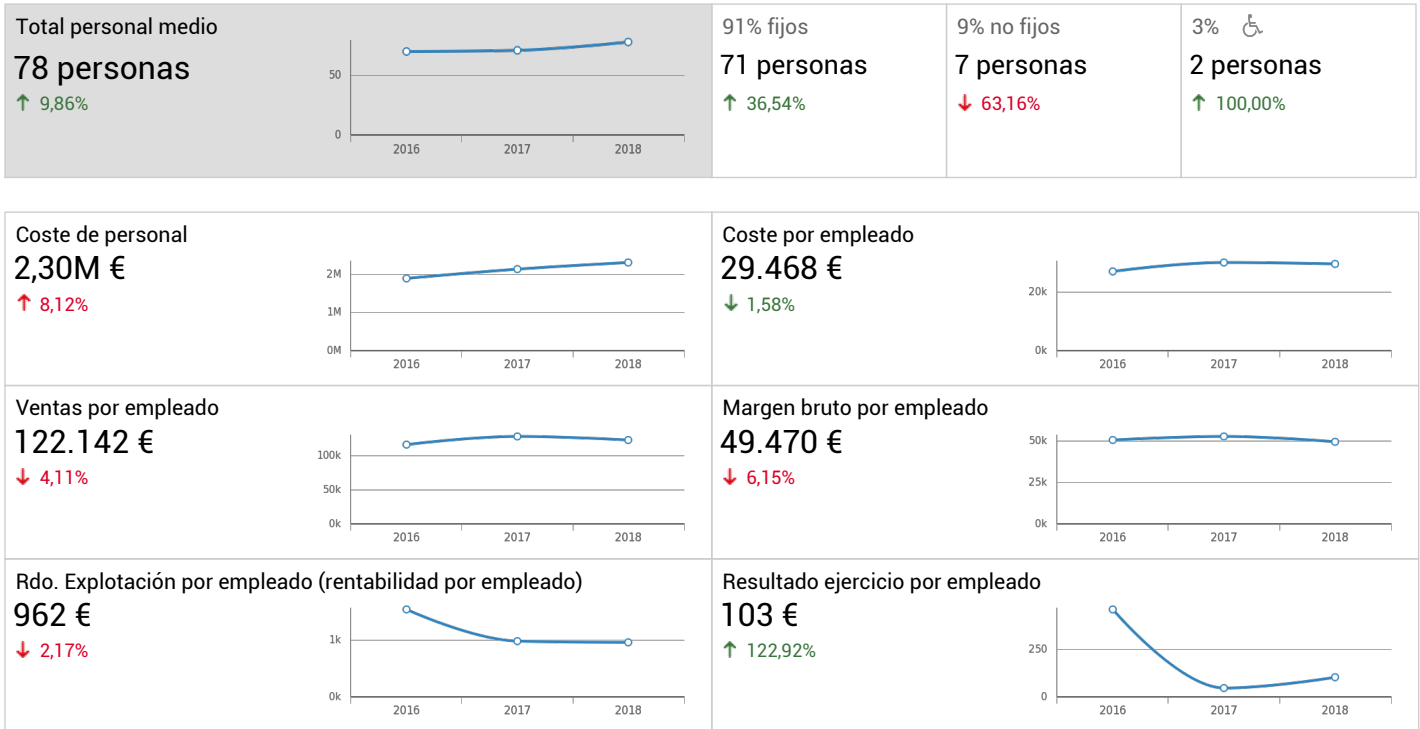 Total personal medio
78 personas
↑ 9,86%
50
0
2016 2017 2018
91% fijos
71 personas
↑ 36,54%
9% no fijos
7 personas
↓ 63,16%
3%
2 personas
↑ 100,00%
Coste de personal
2,30M €
↑ 8,12%
2M
1M
0M
2016 2017 2018
Coste por empleado
29.468 €
↓ 1,58%
20k
0k
2016 2017 2018
Ventas por empleado
122.142 €
↓ 4,11%
100k
50k
0k
2016 2017 2018
Margen bruto por empleado
49.470 €
↓ 6,15%
50k
25k
0k
2016 2017 2018
Rdo. Explotación por empleado (rentabilidad por empleado)
962 €
↓ 2,17%
1k
0k
2016 2017 2018
Resultado ejercicio por empleado
103 €
↑ 122,92%
250
0
2016 2017 2018